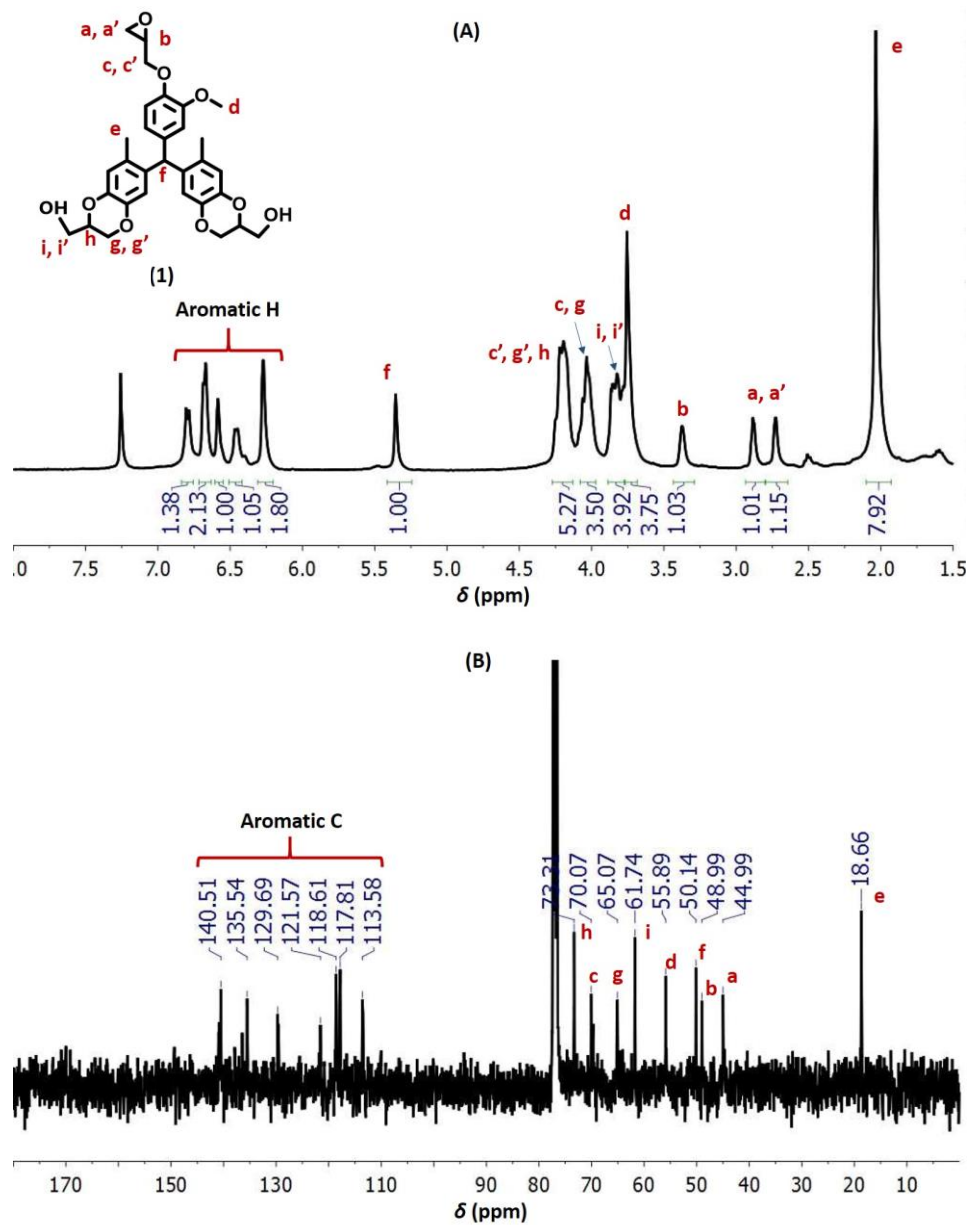 (A)
O
a, a'
b
c, c'
O
O
d
e
e
f
OH
O
O
O
O
OH
i, i'
h
g, g'
(1)
Aromatic H
d
c, g
i, i'
c', g', h
f
b
a, a'
1.38
2.13
1.00
1.05
1.80
1.00
5.27
3.50
3.92
3.75
1.03
1.01
1.15
7.92
.0 7.5 7.0 6.5 6.0 5.5 5.0 4.5 4.0 3.5 3.0 2.5 2.0 1.5
δ (ppm)
(B)
Aromatic C
140.51
135.54
129.69
121.57
118.61
117.81
113.58
73.31
70.07
65.07
61.74
55.89
50.14
48.99
44.99
18.66
e
h
c
g
i
d
f
b
a
170 150 130 110 90 80 70 60 50 40 30 20 10
δ (ppm)